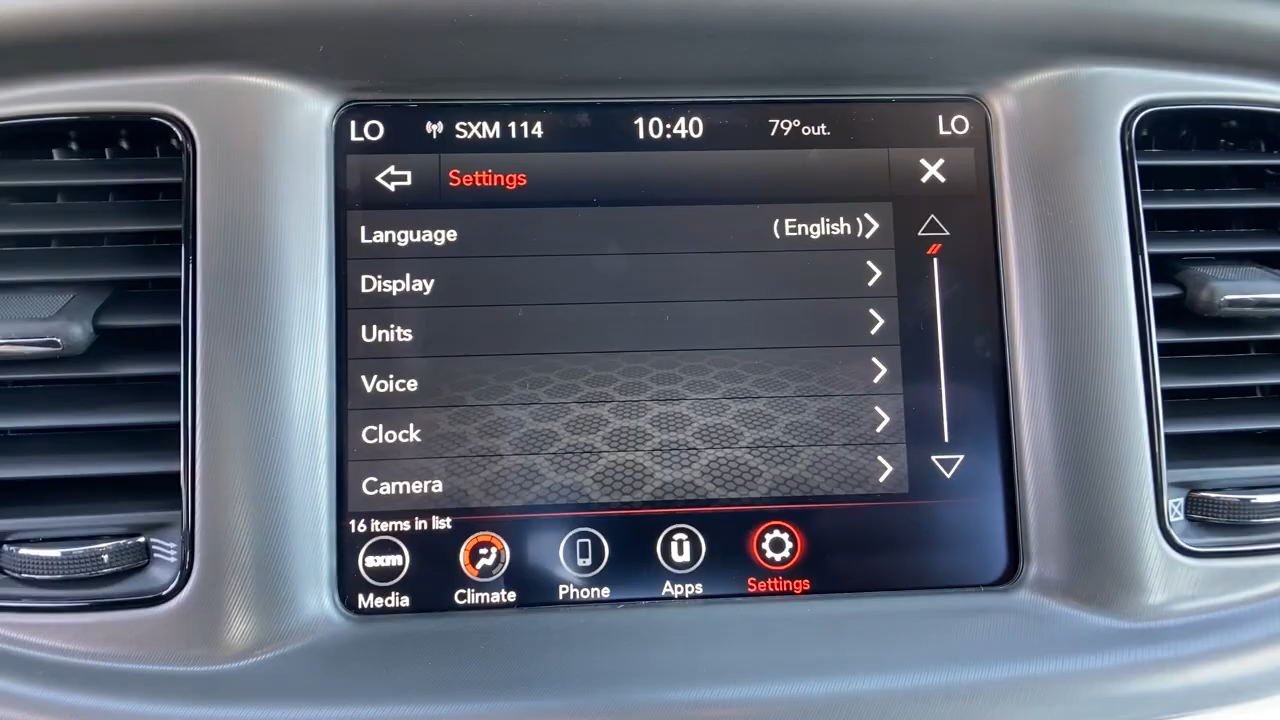 LO SXM 114 10:40 79°out. LO
Settings
Language ( English )
Display
Units
Voice
Clock
Camera
16 items in list
sxm
Media Climate Phone Apps Settings